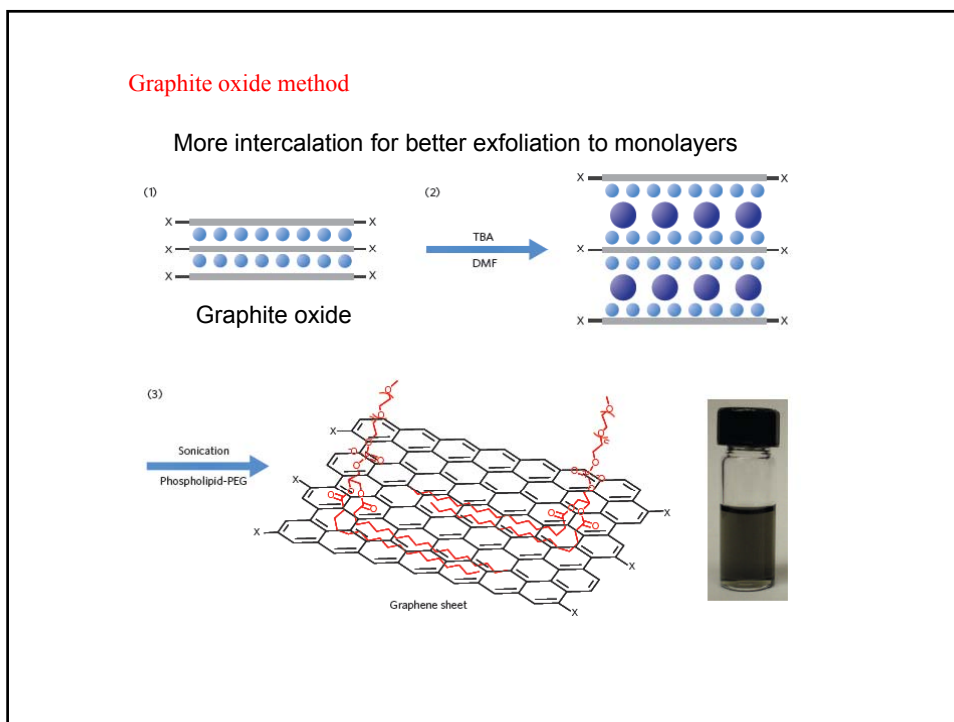 Graphite oxide method
More intercalation for better exfoliation to monolayers
(1)
(2)
X X
X X
X X
TBA
DMF
X X
X X
X X
Graphite oxide
(3)
Sonication
Phospholipid-PEG
X
X
X
X
X
X
Graphene sheet